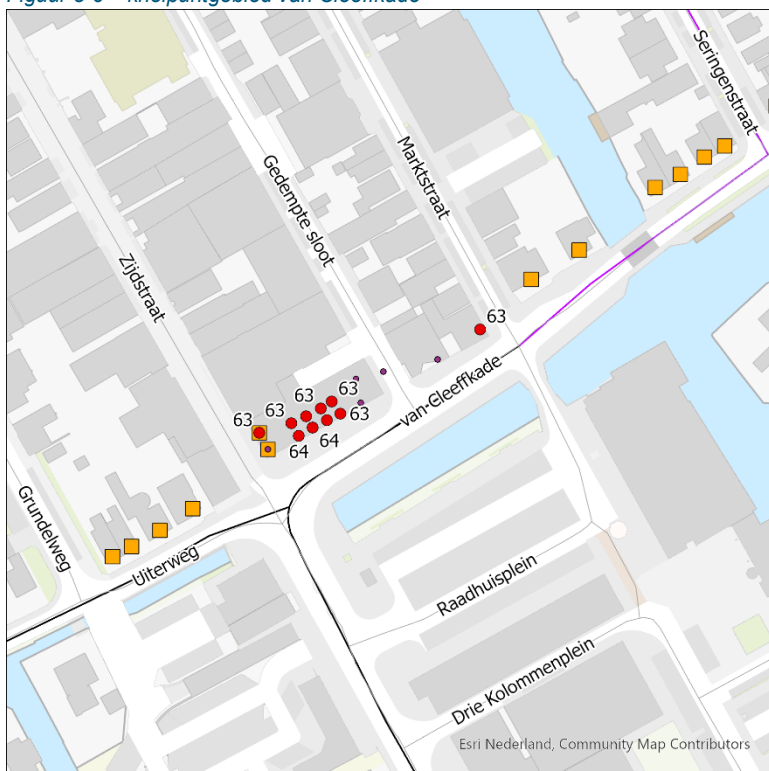 Seringenstraat
Marktstraat
Gedempte sloot
Zijdstraat
63
63
63
63
63
63
van-Cleeffkade
64
64
Grundelweg
Uiterweg
Raadhuisplein
Drie Kolommenplein
Esri Nederland, Community Map Contributors